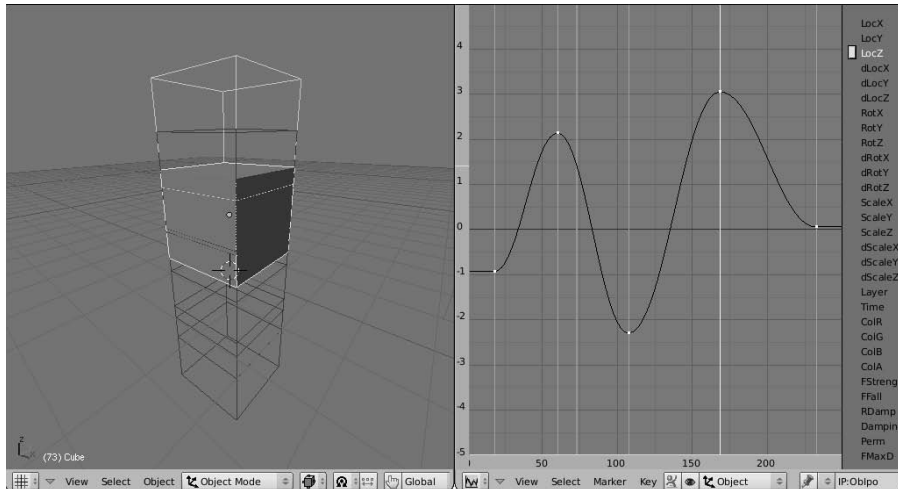 z
x
(73) Cube
View Select Object Object Mode Global
4
3
2
1
0
-1
-2
-3
-4
-5
50 100 150 200
LocX
LocY
LocZ
dLocX
dLocY
dLocZ
RotX
RotY
RotZ
dRotX
dRotY
dRotZ
ScaleX
ScaleY
ScaleZ
dScaleX
dScaleY
dScaleZ
Layer
Time
ColR
ColG
ColB
ColA
FStreng
FFall
RDamp
Dampin
Perm
FMaxD
View Select Marker Key Object IP:ObIpo